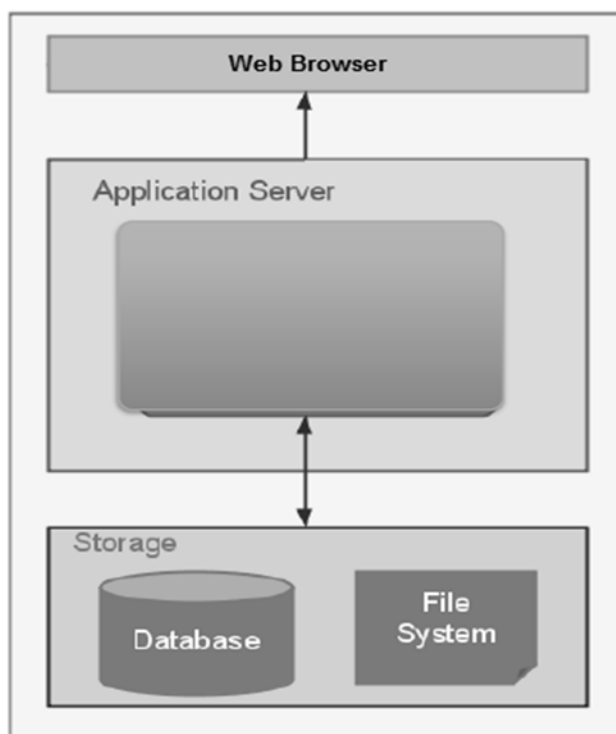 Web Browser
Application Server
Storage
Database
File
System